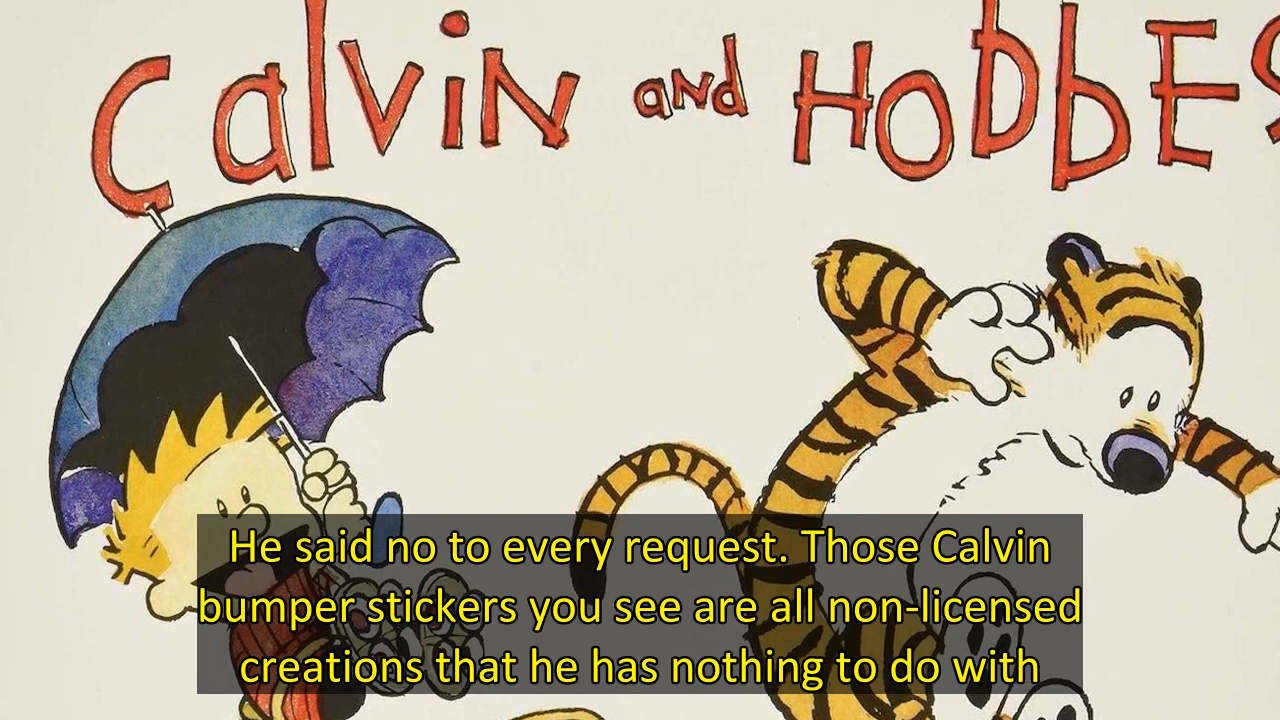 Calvin and HobbEs
He said no to every request. Those Calvin
bumper stickers you see are all non-licensed
creations that he has nothing to do with